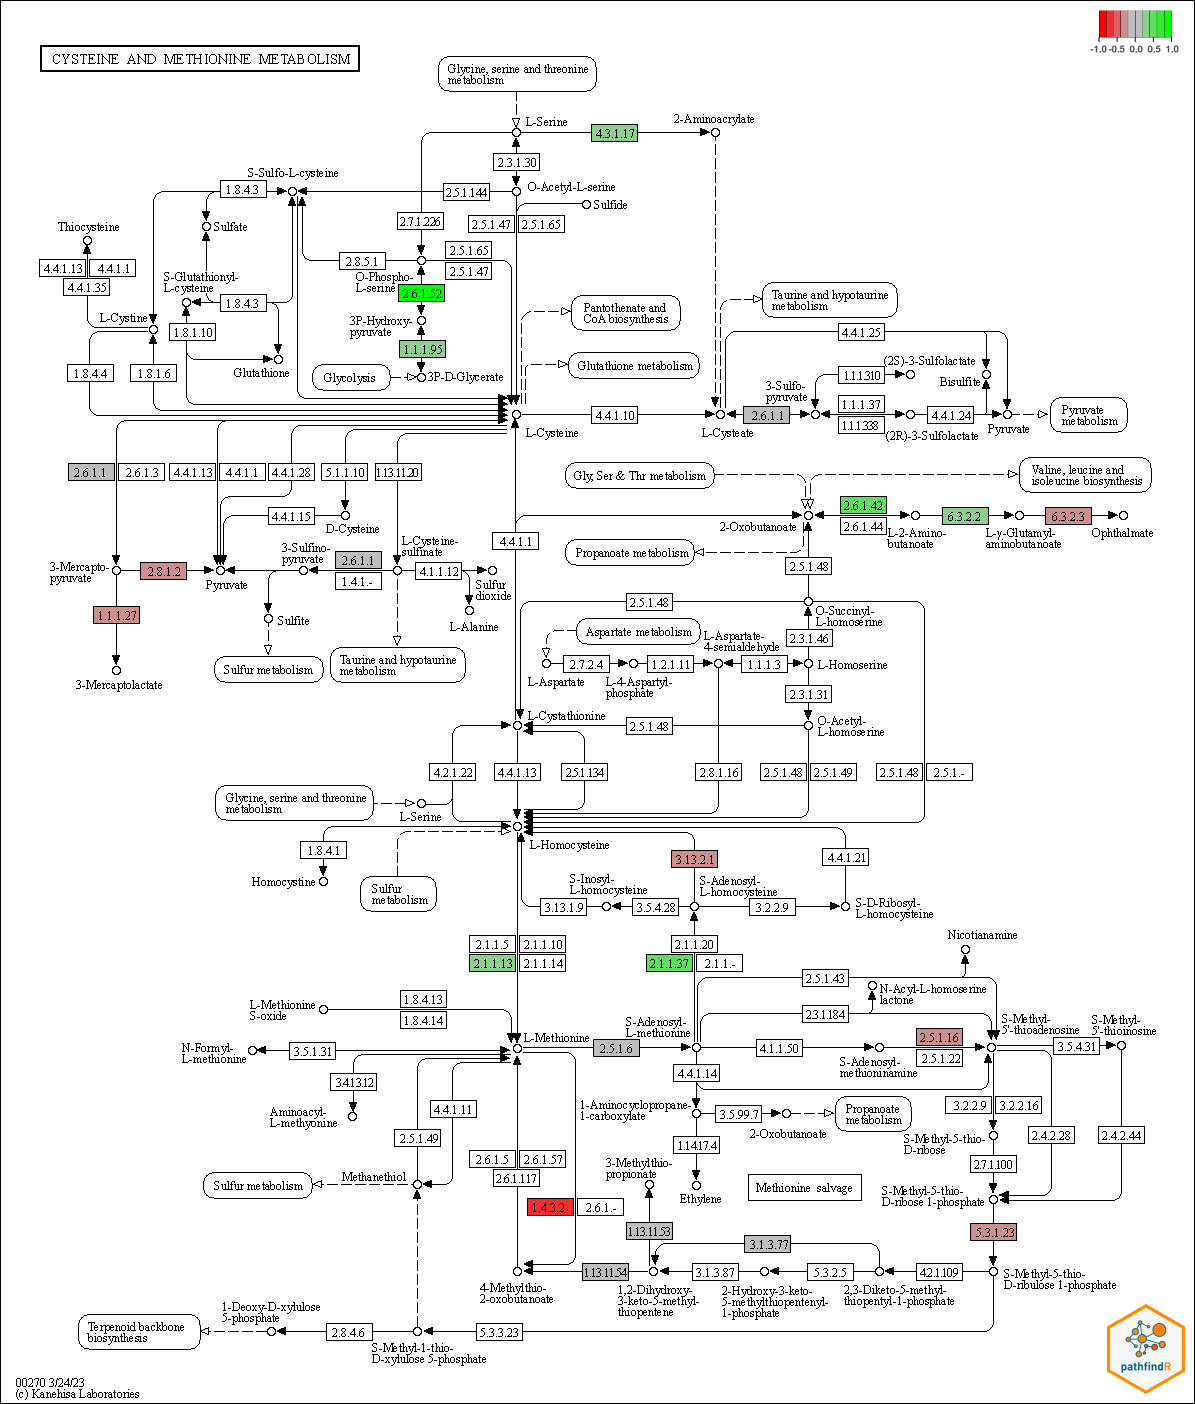 -1.0 -0.5 0.0 0.5 1.0
CYSTEINE AND METHIONINE METABOLISM
Glycine, serine and threonine
metabolism
L-Serine
4.3.1.17
2-Aminoacrylate
2.3.1.30
S-Sulfo-L-cysteine
1.8.4.3
2.5.1.144
O-Acetyl-L-serine
Sulfide
Thiocysteine
Sulfate
2.7.1.226
2.5.1.47
2.5.1.65
4.4.1.13
4.4.1.1
4.4.1.35
S-Glutathionyl-
L-cysteine
2.8.5.1
2.5.1.65
2.5.1.47
O-Phospho-
L-serine
2.6.1.52
1.8.4.3
L-Cystine
1.8.1.10
3P-Hydroxy-
pyruvate
Pantothenate and
CoA biosynthesis
Taurine and hypotaurine
metabolism
4.4.1.25
1.8.4.4
1.8.1.6
Glutathione
1.1.1.95
Glycolysis
3P-D-Glycerate
Glutathione metabolism
(2S)-3-Sulfolactate
1.1.1.310
Bisulfite
3-Sulfo-
pyruvate
L-Cysteine
4.4.1.10
L-Cysteate
2.6.1.1
1.1.1.37
1.1.1.338
(2R)-3-Sulfolactate
4.4.1.24
Pyruvate
Pyruvate
metabolism
2.6.1.1
2.6.1.3
4.4.1.13
4.4.1.1
4.4.1.28
5.1.1.10
1.13.11.20
Gly, Ser & Thr metabolism
Valine, leucine and
isoleucine biosynthesis
4.4.1.15
D-Cysteine
2-Oxobutanoate
2.6.1.42
2.6.1.44
L-2-Amino-
butanoate
6.3.2.2
L-γ-Glutamyl-
aminobutanoate
6.3.2.3
Ophthalmate
4.4.1.1
Propanoate metabolism
2.5.1.48
3-Mercapto-
pyruvate
2.8.1.2
Pyruvate
3-Sulfino-
pyruvate
2.6.1.1
1.4.1.-
L-Cysteine-
sulfinate
4.1.1.12
Sulfur
dioxide
L-Alanine
1.1.1.27
Sulfite
2.5.1.48
O-Succinyl-
L-homoserine
Aspartate metabolism
L-Aspartate-
4-semialdehyde
2.3.1.46
3-Mercaptolactate
Sulfur metabolism
Taurine and hypotaurine
metabolism
L-Aspartate
2.7.2.4
L-4-Aspartyl-
phosphate
1.2.1.11
1.1.1.3
L-Homoserine
2.3.1.31
L-Cystathionine
2.5.1.48
O-Acetyl-
L-homoserine
4.2.1.22
4.4.1.13
2.5.1.134
2.8.1.16
2.5.1.48
2.5.1.49
2.5.1.48
2.5.1.-
Glycine, serine and threonine
metabolism
L-Serine
L-Homocysteine
1.8.4.1
Homocystine
Sulfur
metabolism
3.13.2.1
4.4.1.21
S-Inosyl-
L-homocysteine
S-Adenosyl-
L-homocysteine
3.13.1.9
3.5.4.28
3.2.2.9
S-D-Ribosyl-
L-homocysteine
2.1.1.5
2.1.1.10
2.1.1.13
2.1.1.14
2.1.1.20
2.1.1.37
2.1.1.-
Nicotianamine
2.5.1.43
N-Acyl-L-homoserine
lactone
L-Methionine
S-oxide
1.8.4.13
1.8.4.14
2.3.1.184
L-Methionine
S-Adenosyl-
L-methionine
S-Methyl-
5'-thioadenosine
S-Methyl-
5'-thioinosine
N-Formyl-
L-methionine
3.5.1.31
2.5.1.6
4.1.1.50
S-Adenosyl-
methioninamine
2.5.1.16
2.5.1.22
3.5.4.31
3.4.13.12
4.4.1.14
Aminoacyl-
L-methyonine
4.4.1.11
1-Aminocyclopropane-
1-carboxylate
3.5.99.7
2-Oxobutanoate
Propanoate
metabolism
3.2.2.9
3.2.2.16
2.5.1.49
1.14.17.4
S-Methyl-5-thio-
D-ribose
2.4.2.28
2.4.2.44
2.6.1.5
2.6.1.57
2.6.1.117
3-Methylthio-
propionate
Ethylene
2.7.1.100
Methanethiol
Sulfur metabolism
Methionine salvage
S-Methyl-5-thio-
D-ribose 1-phosphate
1.4.3.2
2.6.1.-
1.13.11.53
5.3.1.23
3.1.3.77
1.13.11.54
3.1.3.87
5.3.2.5
4.2.1.109
4-Methylthio-
2-oxobutanoate
1,2-Dihydroxy-
3-keto-5-methyl-
thiopentene
2-Hydroxy-3-keto-
5-methylthiopentenyl-
1-phosphate
2,3-Diketo-5-methyl-
thiopentyl-1-phosphate
S-Methyl-5-thio-
D-ribulose 1-phosphate
1-Deoxy-D-xylulose
5-phosphate
Terpenoid backbone
biosynthesis
2.8.4.6
5.3.3.23
S-Methyl-1-thio-
D-xylulose 5-phosphate
pathfindR
00270 3/24/23
(c) Kanehisa Laboratories